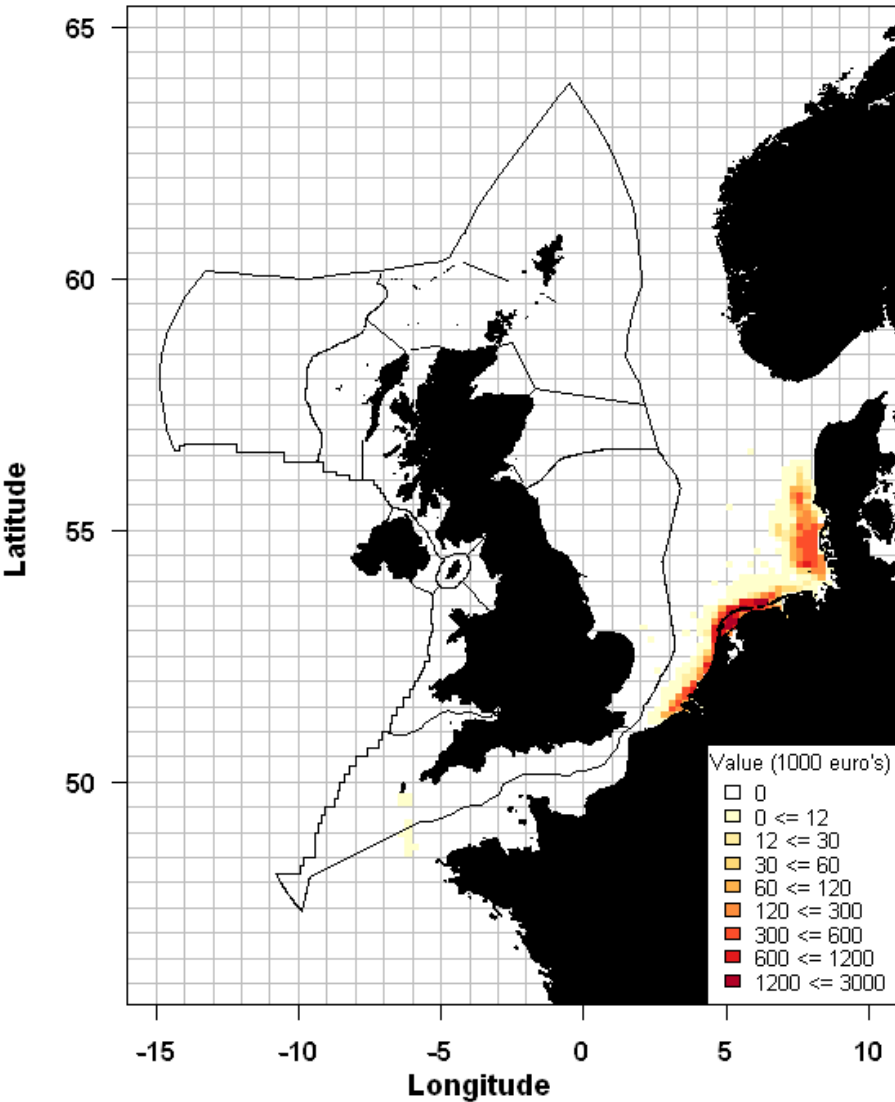 65
60
55
50
Latitude
Value (1000 euro's)
0
0 <= 12
12 <= 30
30 <= 60
60 <= 120
120 <= 300
300 <= 600
600 <= 1200
1200 <= 3000
-15 -10 -5 0 5 10
Longitude